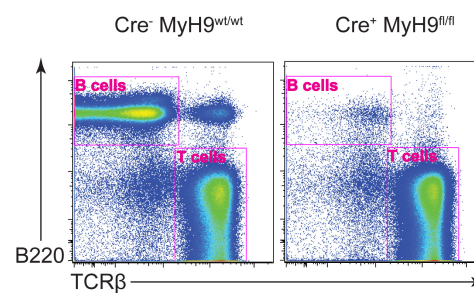 Cre- MyH9wt/wt
Cre+ MyH9fl/fl
B cells
B cells
T cells
T cells
B220
TCRβ